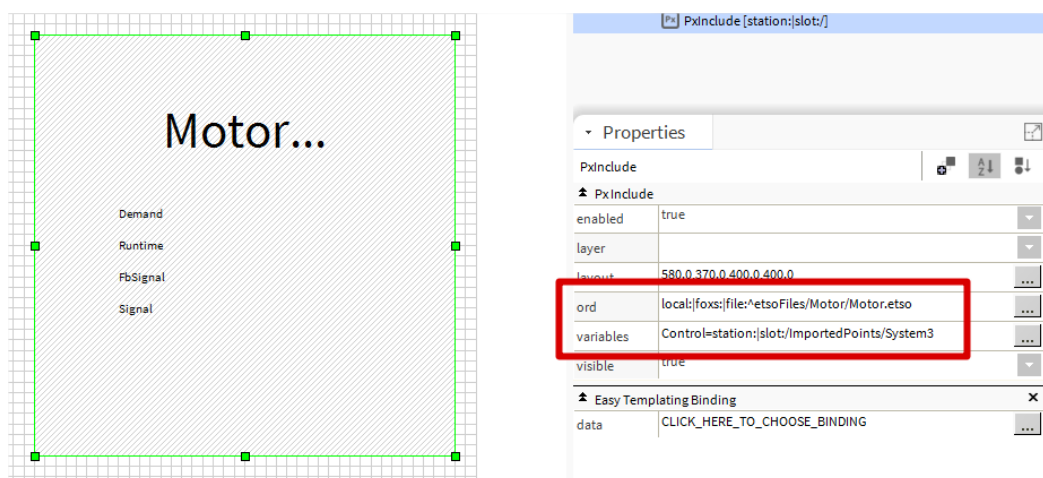 PxInclude [station:|slot:/]
Motor...
Demand
Runtime
FbSignal
Signal
Properties
PxInclude
PxInclude
enabled true
layer
layout 580.0,370.0,400.0,400.0
ord local:|foxs:|file:^etsoFiles/Motor/Motor.etso
variables Control=station:|slot:/ImportedPoints/System3
visible true
Easy Templating Binding
data CLICK_HERE_TO_CHOOSE_BINDING